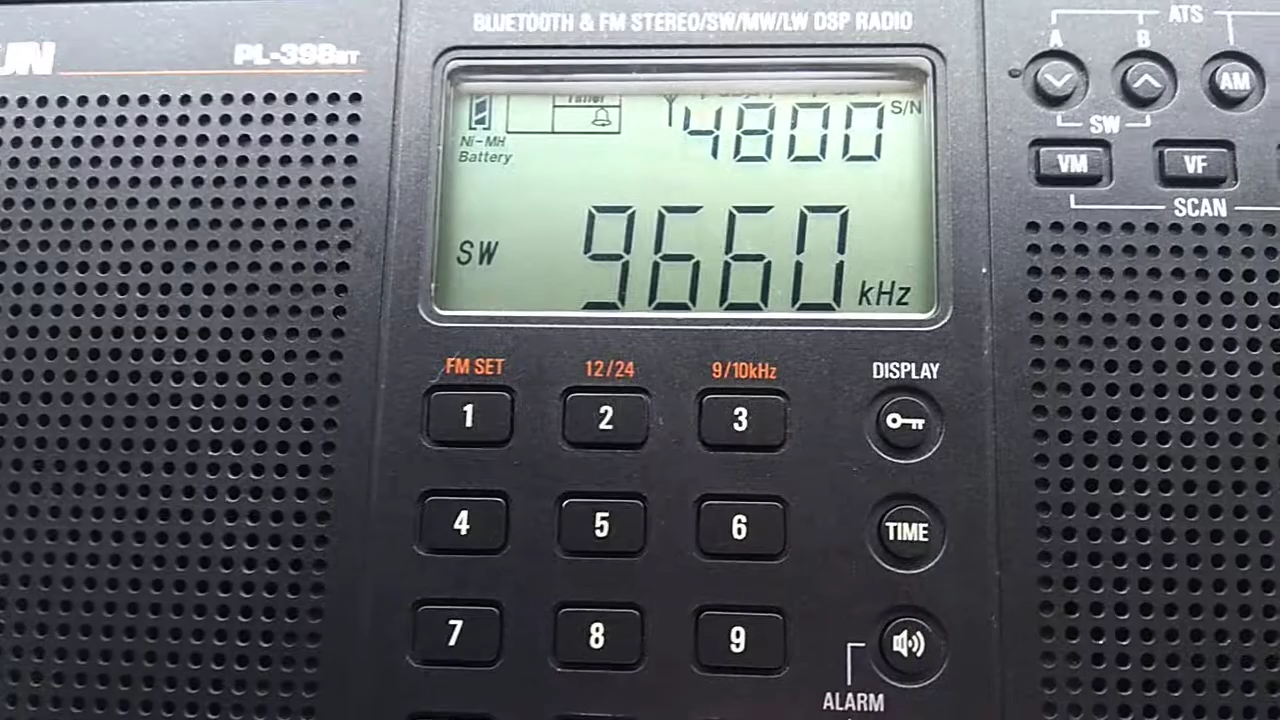 BLUETOOTH & FM STEREO/SW/MW/LW DSP RADIO
PL-398BT
ATS
A B
AM
SW
VM VF
SCAN
Timer
4800 S/N
Ni-MH
Battery
SW 9660 kHz
FM SET 12/24 9/10kHz DISPLAY
1 2 3
4 5 6 TIME
7 8 9
ALARM